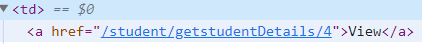 ▼<td> == $0
<a href="/student/getstudentDetails/4">View</a>